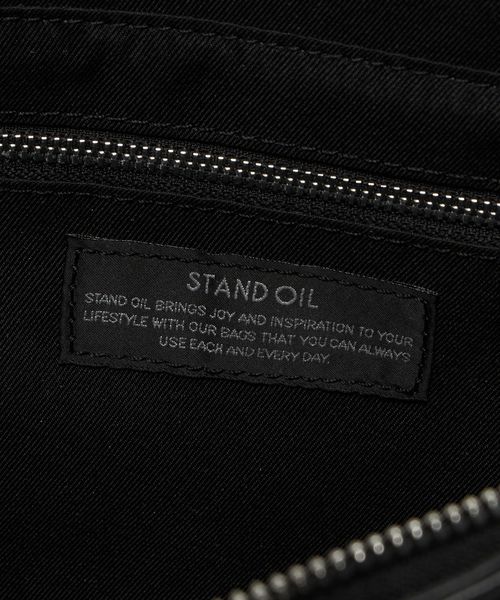 STAND OIL
STAND OIL BRINGS JOY AND INSPIRATION TO YOUR
LIFESTYLE WITH OUR BAGS THAT YOU CAN ALWAYS
USE EACH AND EVERY DAY.